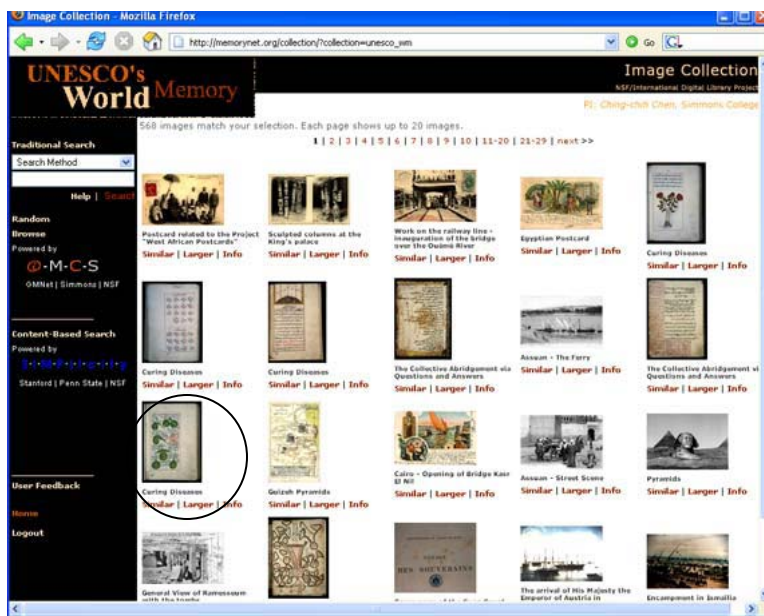 Image Collection - Mozilla Firefox
http://memorynet.org/collection/?collection=unesco_wm
Go
UNESCO's
World Memory
Image Collection
NSF/International Digital Library Project
PI: Ching-chih Chen, Simmons College
568 images match your selection. Each page shows up to 20 images.
1 | 2 | 3 | 4 | 5 | 6 | 7 | 8 | 9 | 10 | 11-20 | 21-29 | next >>
Traditional Search
Search Method
Help | Search
Random
Browse
Powered by
@-M-C-S
GMNet | Simmons | NSF
Content-Based Search
Powered by
S·I·M·P·l·i·c·i·t·y
Stanford | Penn State | NSF
User Feedback
Home
Logout
Postcard related to the Project
"West African Postcards"
Similar | Larger | Info
Sculpted columns at the
King's palace
Similar | Larger | Info
Work on the railway line -
inauguration of the bridge
over the Ouémé River
Similar | Larger | Info
Egyptian Postcard
Similar | Larger | Info
Curing Diseases
Similar | Larger | Info
Curing Diseases
Similar | Larger | Info
Curing Diseases
Similar | Larger | Info
The Collective Abridgement via
Questions and Answers
Similar | Larger | Info
Assuan - The Ferry
Similar | Larger | Info
The Collective Abridgement vi
Questions and Answers
Similar | Larger | Info
Curing Diseases
Similar | Larger | Info
Guizeh Pyramids
Similar | Larger | Info
Cairo - Opening of Bridge Kasr
El Nil
Similar | Larger | Info
Assuan - Street Scene
Similar | Larger | Info
Pyramids
Similar | Larger | Info
General View of Ramesseum
with the tombs
DES SOUVERAINS
The arrival of His Majesty the
Emperor of Austria in
Encampment in Ismailia